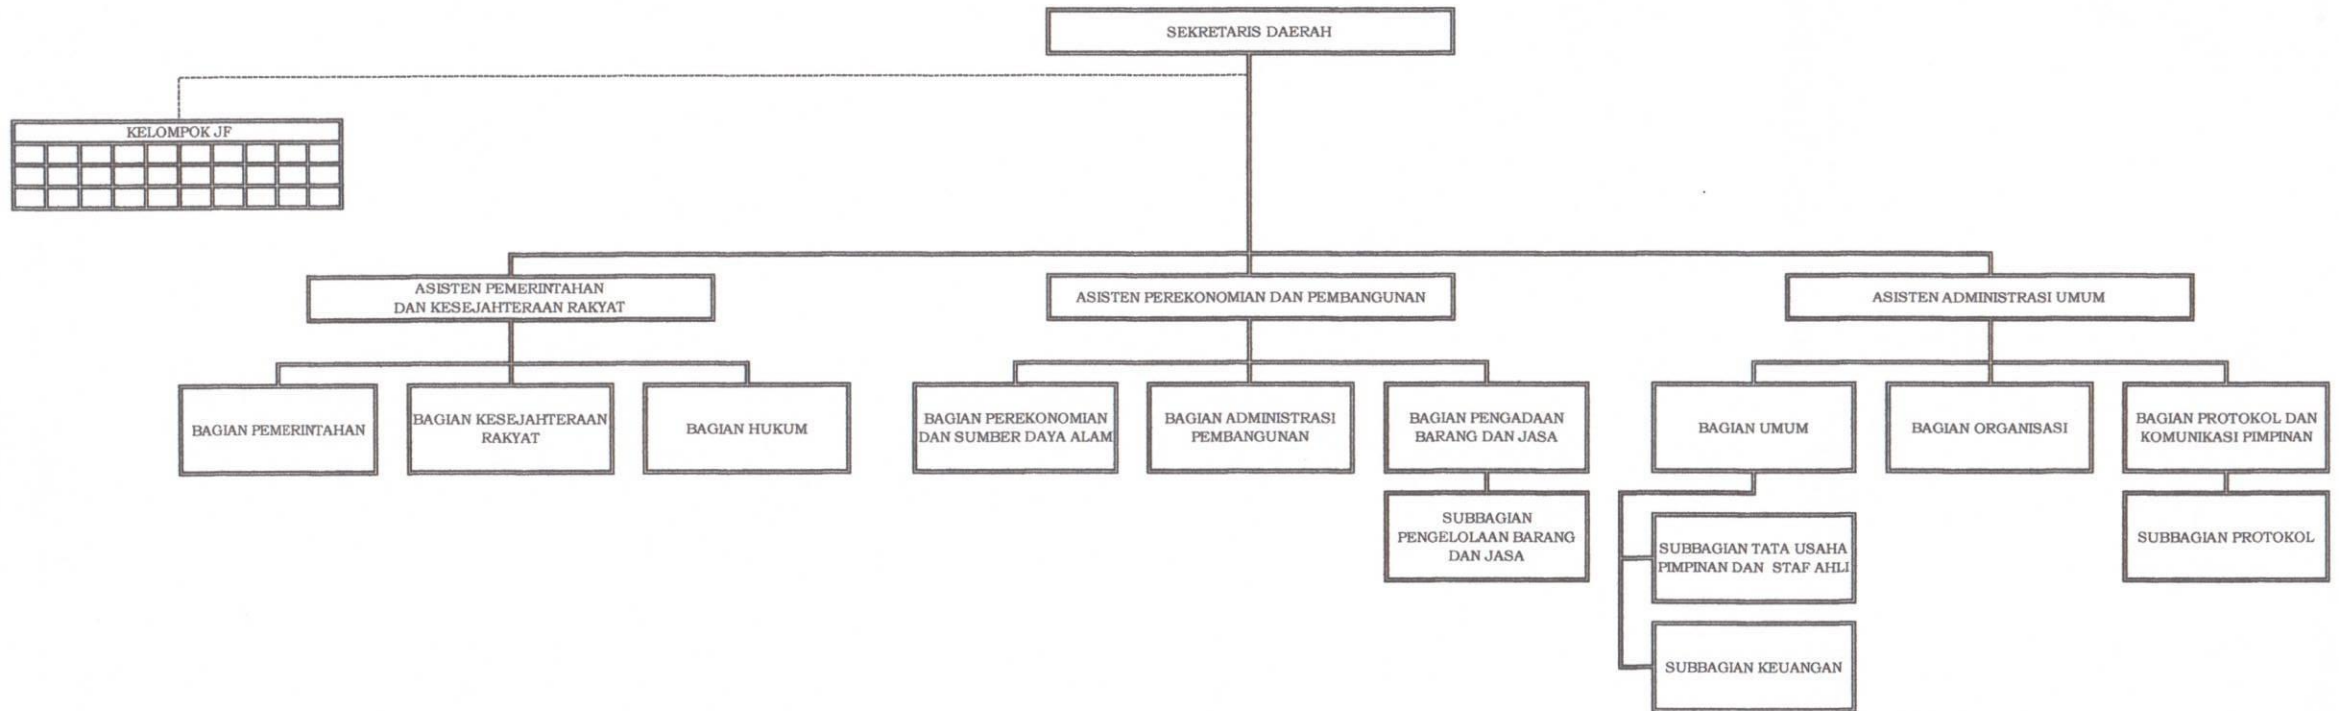 SEKRETARIS DAERAH
KELOMPOK JF
ASISTEN PEMERINTAHAN
DAN KESEJAHTERAAN RAKYAT
ASISTEN PEREKONOMIAN DAN PEMBANGUNAN
ASISTEN ADMINISTRASI UMUM
BAGIAN PEMERINTAHAN
BAGIAN KESEJAHTERAAN
RAKYAT
BAGIAN HUKUM
BAGIAN PEREKONOMIAN
DAN SUMBER DAYA ALAM
BAGIAN ADMINISTRASI
PEMBANGUNAN
BAGIAN PENGADAAN
BARANG DAN JASA
BAGIAN UMUM
BAGIAN ORGANISASI
BAGIAN PROTOKOL DAN
KOMUNIKASI PIMPINAN
SUBBAGIAN
PENGELOLAAN BARANG
DAN JASA
SUBBAGIAN TATA USAHA
PIMPINAN DAN STAF AHLI
SUBBAGIAN KEUANGAN
SUBBAGIAN PROTOKOL